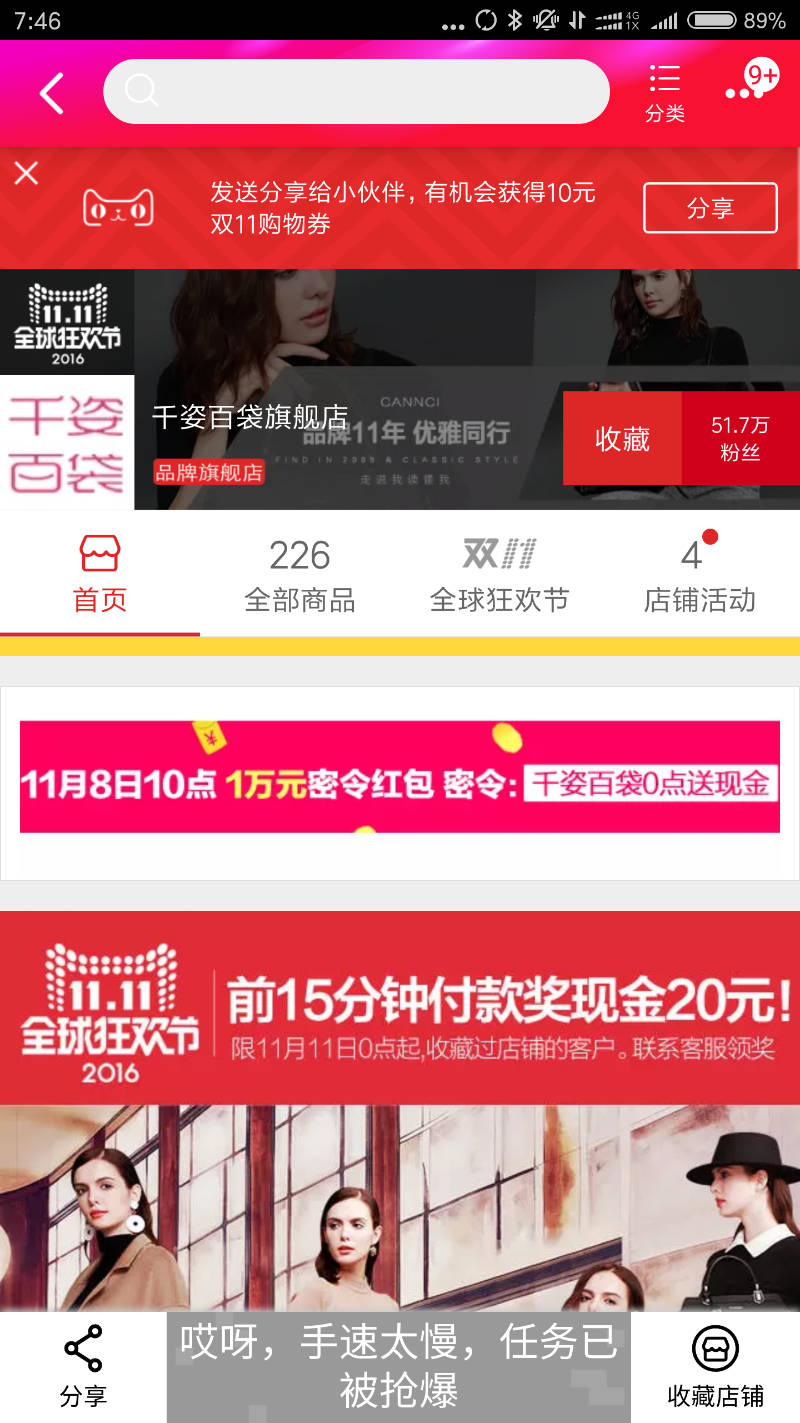 7:46
4G
1X
89%
分类
9+
发送分享给小伙伴，有机会获得10元
双11购物券
分享
11.11
全球狂欢节
2016
千姿
百袋
千姿百袋旗舰店
品牌旗舰店
CANNCI
品牌11年 优雅同行
FIND IN 2005 & CLASSIC STYLE
走进我读懂我
收藏
51.7万
粉丝
首页
226
全部商品
双11
全球狂欢节
4
店铺活动
11月8日10点 1万元密令红包 密令: 千姿百袋0点送现金
11.11
全球狂欢节
2016
前15分钟付款奖现金20元!
限11月11日0点起,收藏过店铺的客户。联系客服领奖
分享
哎呀，手速太慢，任务已
被抢爆
收藏店铺